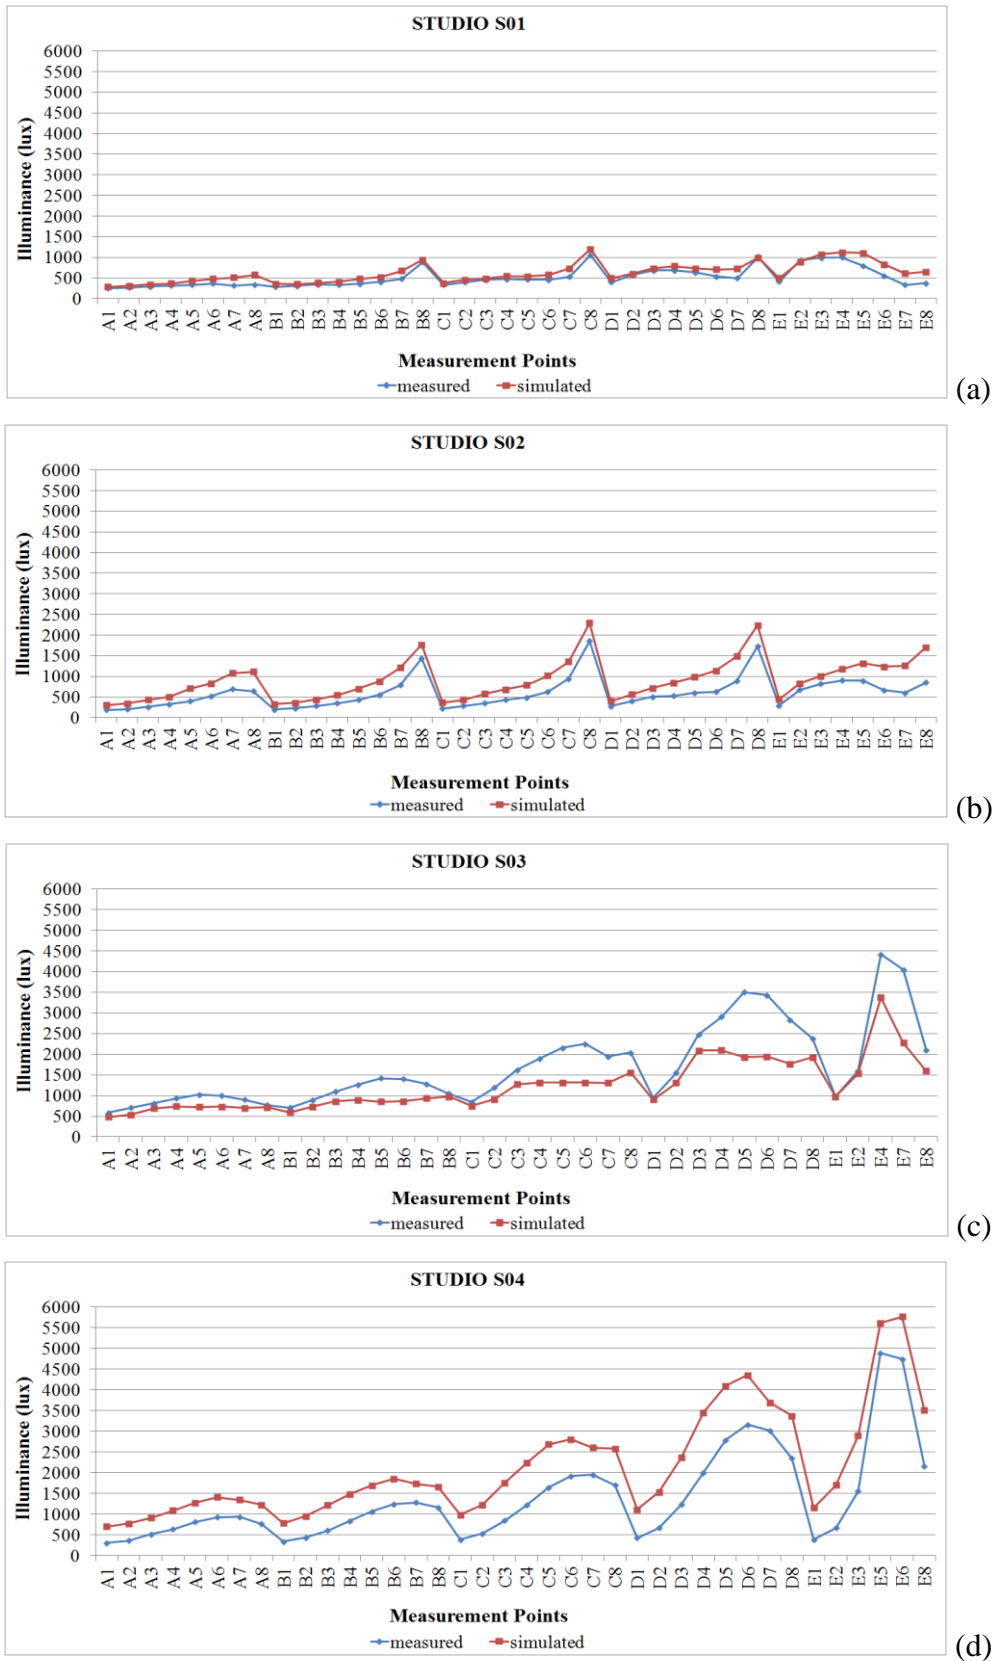 STUDIO S01
6000
5500
5000
4500
4000
3500
3000
2500
2000
1500
1000
500
0
Illuminance (lux)
A1 A2 A3 A4 A5 A6 A7 A8 B1 B2 B3 B4 B5 B6 B7 B8 C1 C2 C3 C4 C5 C6 C7 C8 D1 D2 D3 D4 D5 D6 D7 D8 E1 E2 E3 E4 E5 E6 E7 E8
Measurement Points
measured simulated
(a)
STUDIO S02
6000
5500
5000
4500
4000
3500
3000
2500
2000
1500
1000
500
0
Illuminance (lux)
A1 A2 A3 A4 A5 A6 A7 A8 B1 B2 B3 B4 B5 B6 B7 B8 C1 C2 C3 C4 C5 C6 C7 C8 D1 D2 D3 D4 D5 D6 D7 D8 E1 E2 E3 E4 E5 E6 E7 E8
Measurement Points
measured simulated
(b)
STUDIO S03
6000
5500
5000
4500
4000
3500
3000
2500
2000
1500
1000
500
0
Illuminance (lux)
A1 A2 A3 A4 A5 A6 A7 A8 B1 B2 B3 B4 B5 B6 B7 B8 C1 C2 C3 C4 C5 C6 C7 C8 D1 D2 D3 D4 D5 D6 D7 D8 E1 E2 E4 E7 E8
Measurement Points
measured simulated
(c)
STUDIO S04
6000
5500
5000
4500
4000
3500
3000
2500
2000
1500
1000
500
0
Illuminance (lux)
A1 A2 A3 A4 A5 A6 A7 A8 B1 B2 B3 B4 B5 B6 B7 B8 C1 C2 C3 C4 C5 C6 C7 C8 D1 D2 D3 D4 D5 D6 D7 D8 E1 E2 E3 E5 E6 E8
Measurement Points
measured simulated
(d)